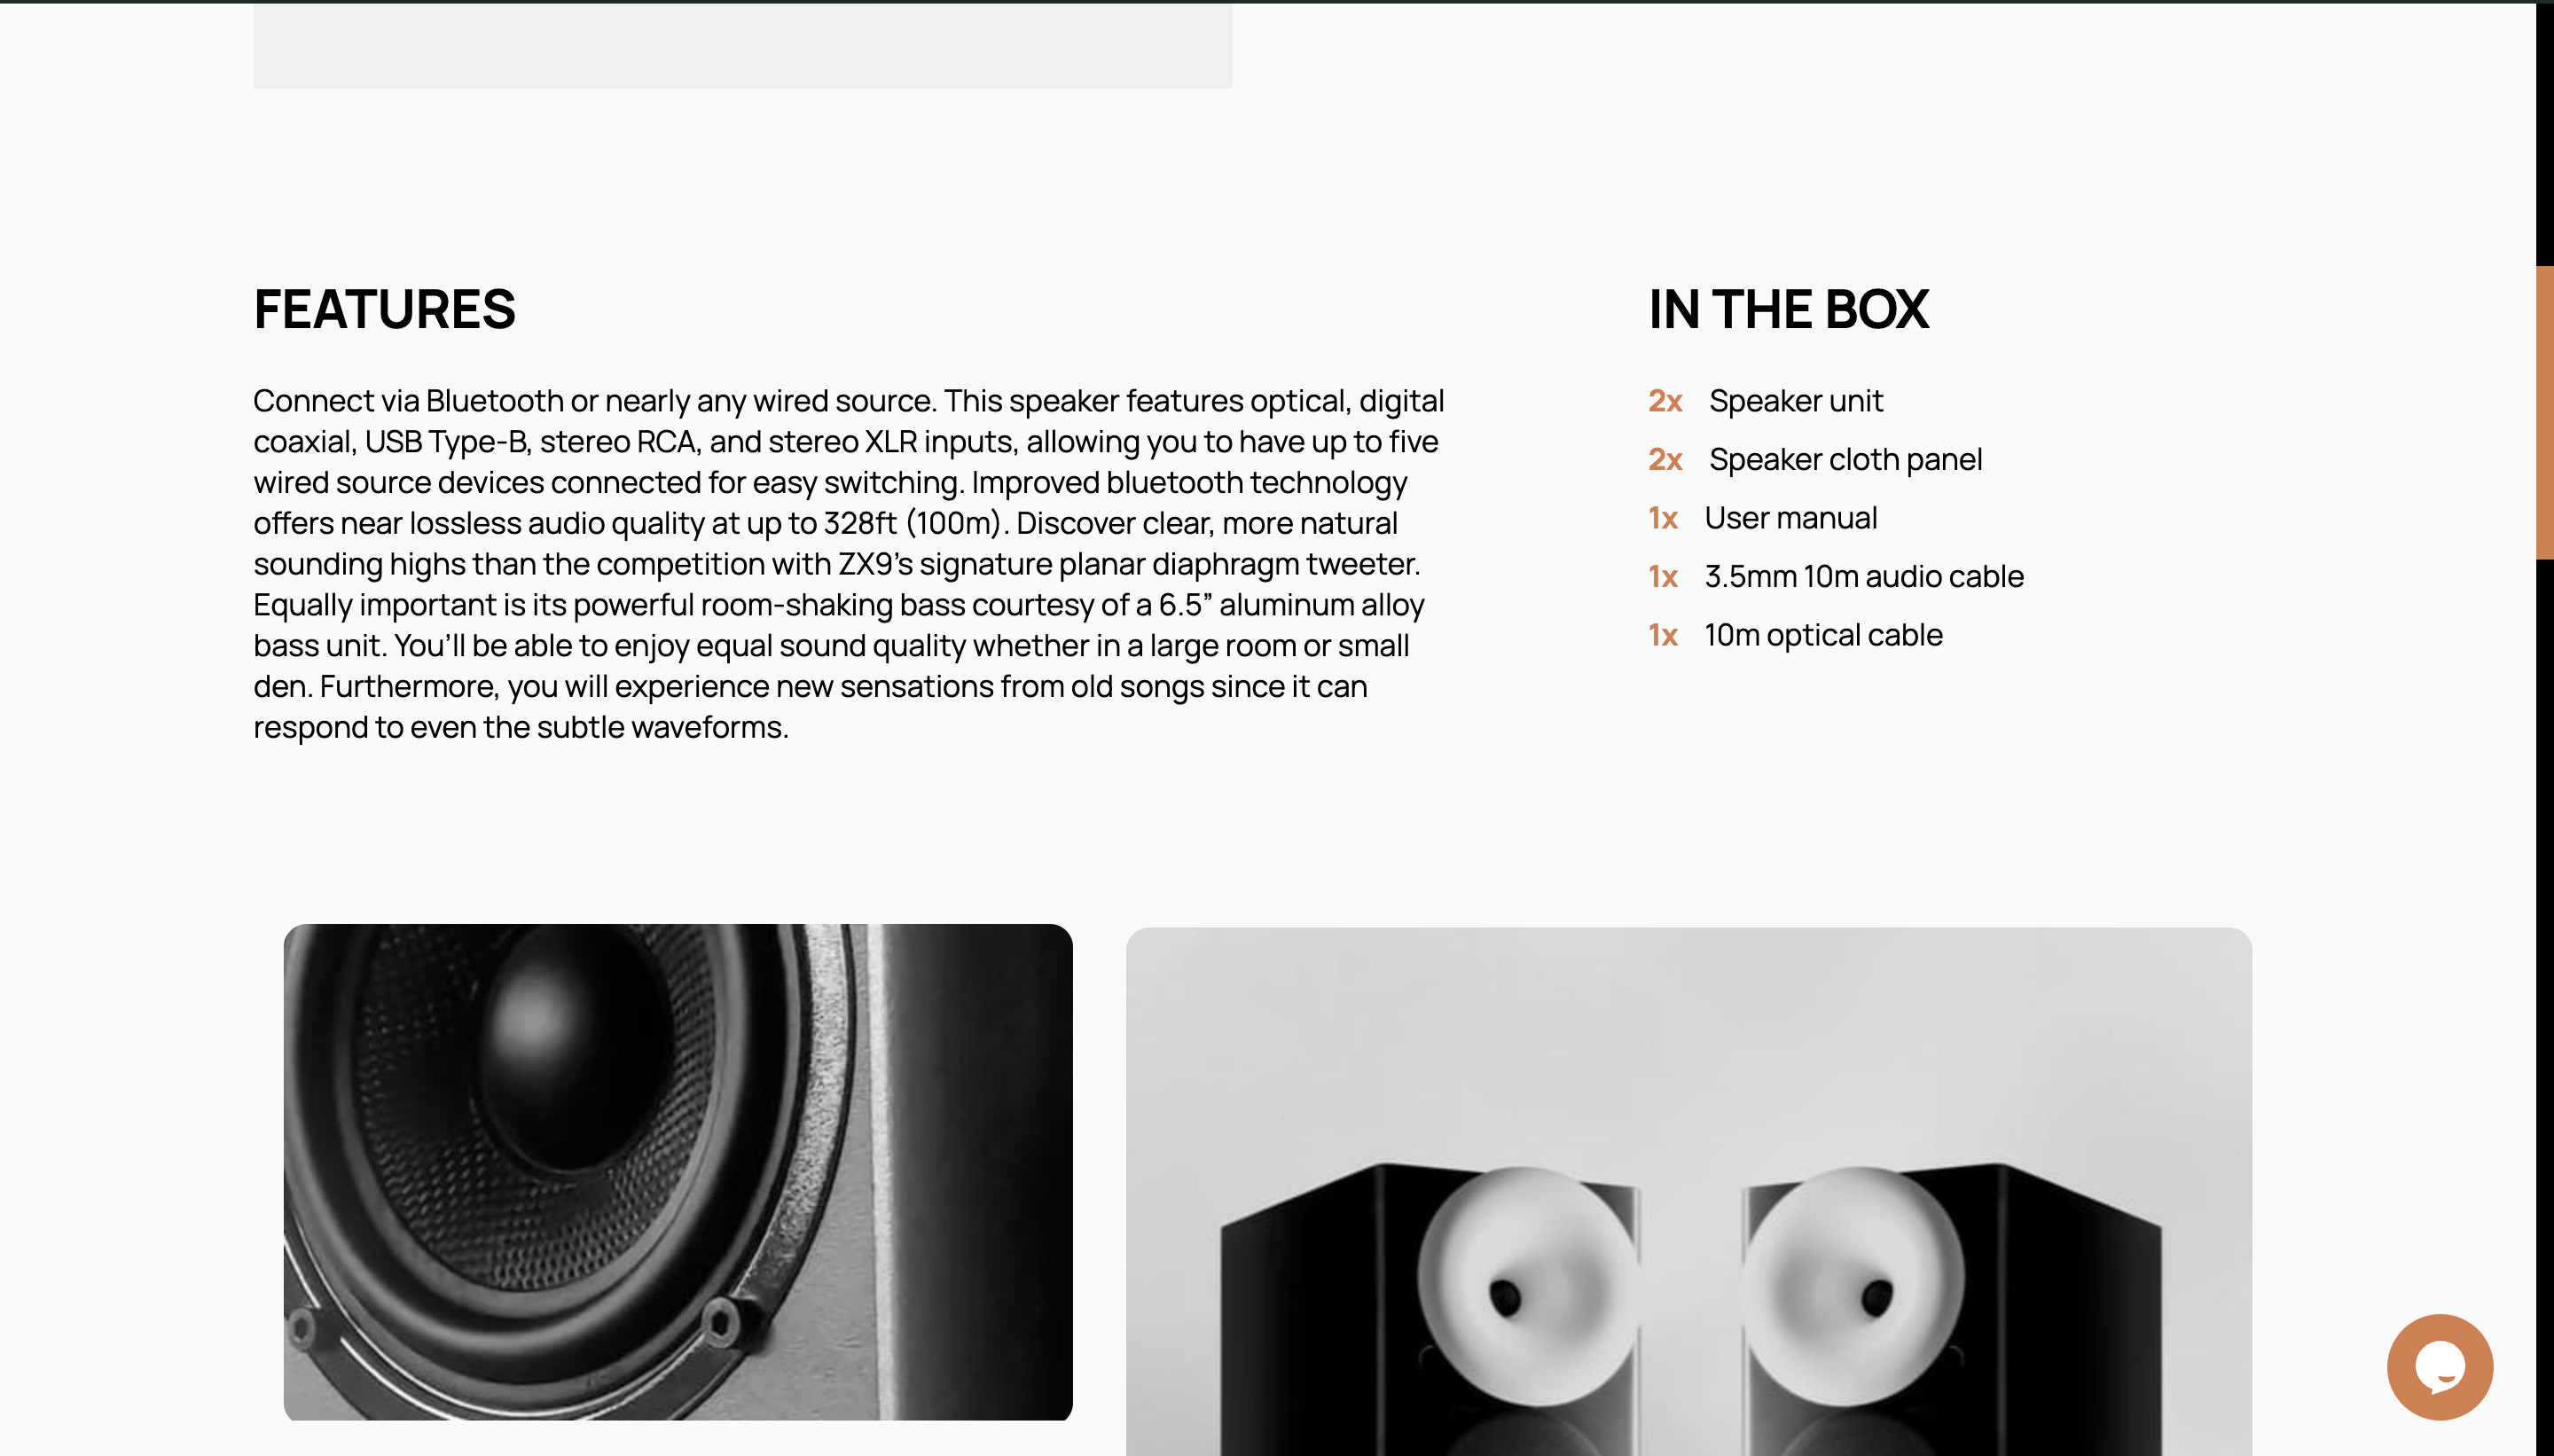 FEATURES
Connect via Bluetooth or nearly any wired source. This speaker features optical, digital
coaxial, USB Type-B, stereo RCA, and stereo XLR inputs, allowing you to have up to five
wired source devices connected for easy switching. Improved bluetooth technology
offers near lossless audio quality at up to 328ft (100m). Discover clear, more natural
sounding highs than the competition with ZX9’s signature planar diaphragm tweeter.
Equally important is its powerful room-shaking bass courtesy of a 6.5” aluminum alloy
bass unit. You’ll be able to enjoy equal sound quality whether in a large room or small
den. Furthermore, you will experience new sensations from old songs since it can
respond to even the subtle waveforms.
IN THE BOX
2x Speaker unit
2x Speaker cloth panel
1x User manual
1x 3.5mm 10m audio cable
1x 10m optical cable